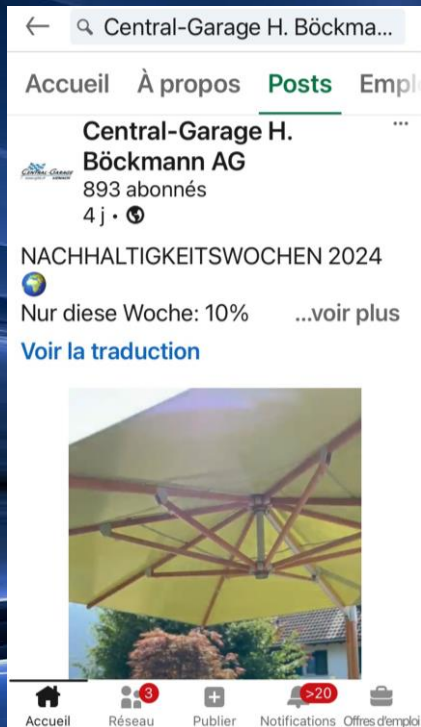 Central-Garage H. Böckma...
Accueil À propos Posts Empl
Central-Garage H.
Böckmann AG
893 abonnés
4 j •
NACHHALTIGKEITSWOCHEN 2024
Nur diese Woche: 10% ...voir plus
Voir la traduction
3 >20
Accueil Réseau Publier Notifications Offres d'emploi